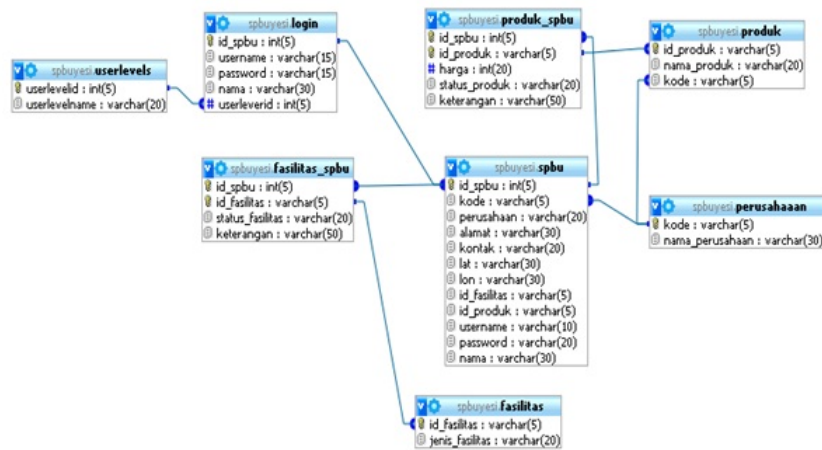 spbuyesi.userlevels
userlevelid : int(5)
userlevelname : varchar(20)
spbuyesi.login
id_spbu : int(5)
username : varchar(15)
password : varchar(15)
nama : varchar(30)
# userleverid : int(5)
spbuyesi.produk_spbu
id_spbu : int(5)
id_produk : varchar(5)
# harga : int(20)
status_produk : varchar(20)
keterangan : varchar(50)
spbuyesi.produk
id_produk : varchar(5)
nama_produk : varchar(20)
kode : varchar(5)
spbuyesi.fasilitas_spbu
id_spbu : int(5)
id_fasilitas : varchar(5)
status_fasilitas : varchar(20)
keterangan : varchar(50)
spbuyesi.spbu
id_spbu : int(5)
kode : varchar(5)
perusahaan : varchar(20)
alamat : varchar(30)
kontak : varchar(20)
lat : varchar(30)
lon : varchar(30)
id_fasilitas : varchar(5)
id_produk : varchar(5)
username : varchar(10)
password : varchar(20)
nama : varchar(30)
spbuyesi.perusahaaan
kode : varchar(5)
nama_perusahaan : varchar(30)
spbuyesi.fasilitas
id_fasilitas : varchar(5)
jenis_fasilitas : varchar(20)